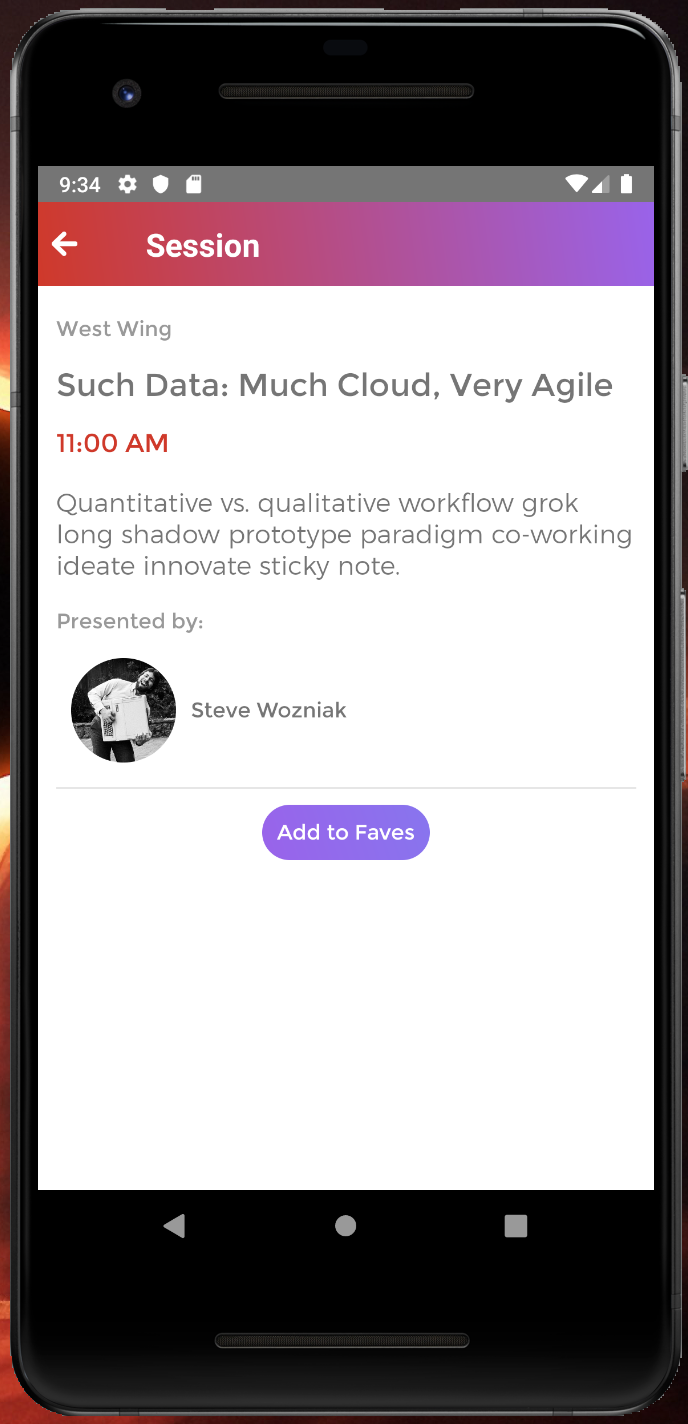 9:34
Session
West Wing
Such Data: Much Cloud, Very Agile
11:00 AM
Quantitative vs. qualitative workflow grok
long shadow prototype paradigm co-working
ideate innovate sticky note.
Presented by:
Steve Wozniak
Add to Faves